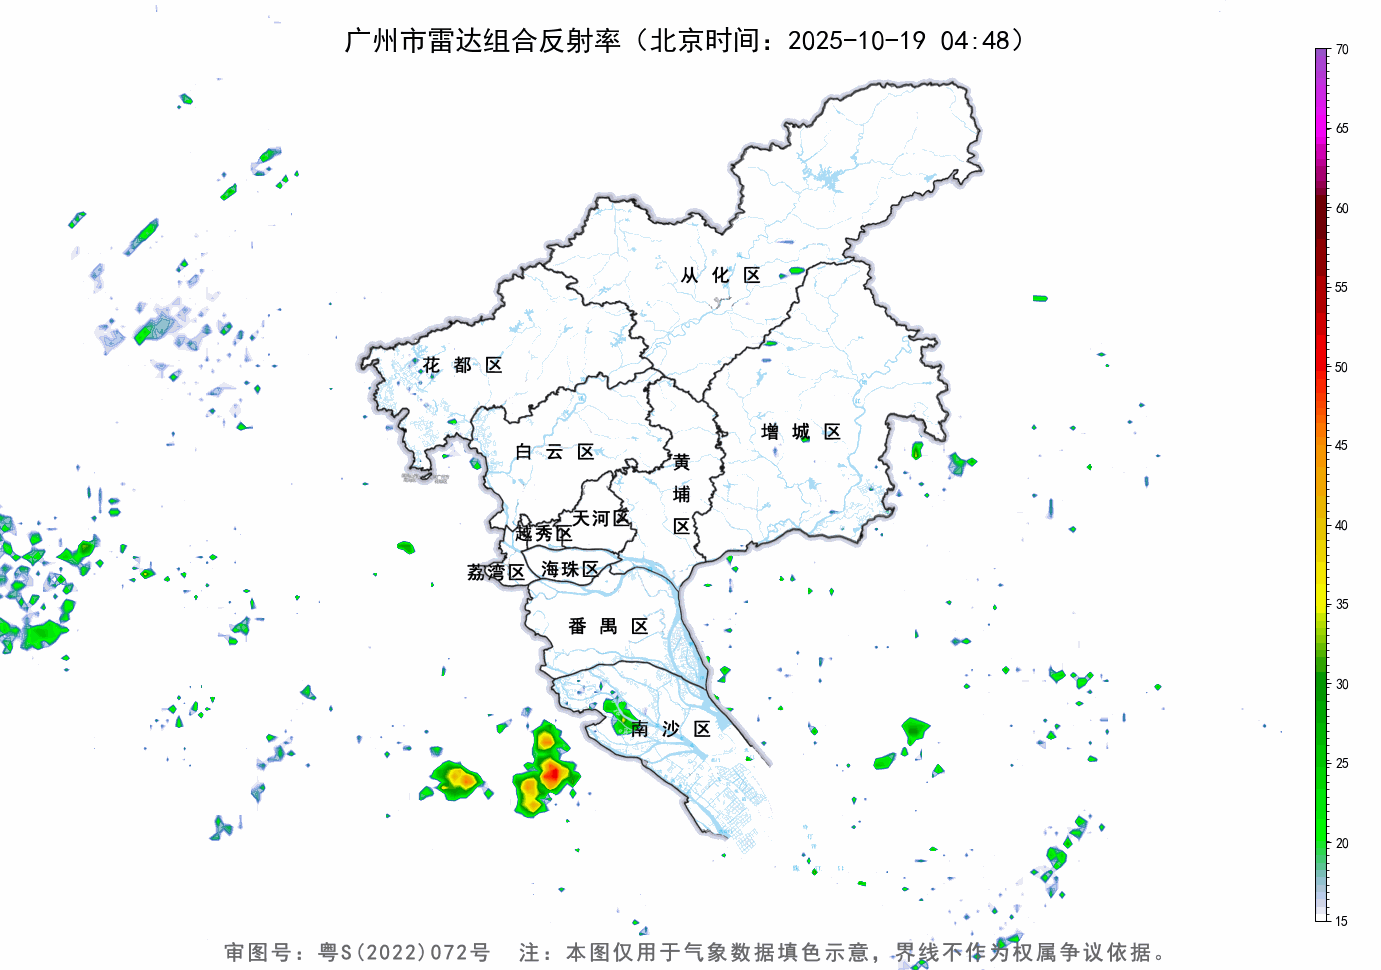 广州市雷达组合反射率（北京时间：2025-10-19 04:48）
70
65
60
55
50
45
40
35
30
25
20
15
从化区
花都区
增城区
白云区
黄埔区
天河区
越秀区
荔湾区
海珠区
番禺区
南沙区
审图号：粤S(2022)072号 注：本图仅用于气象数据填色示意，界线不作为权属争议依据。